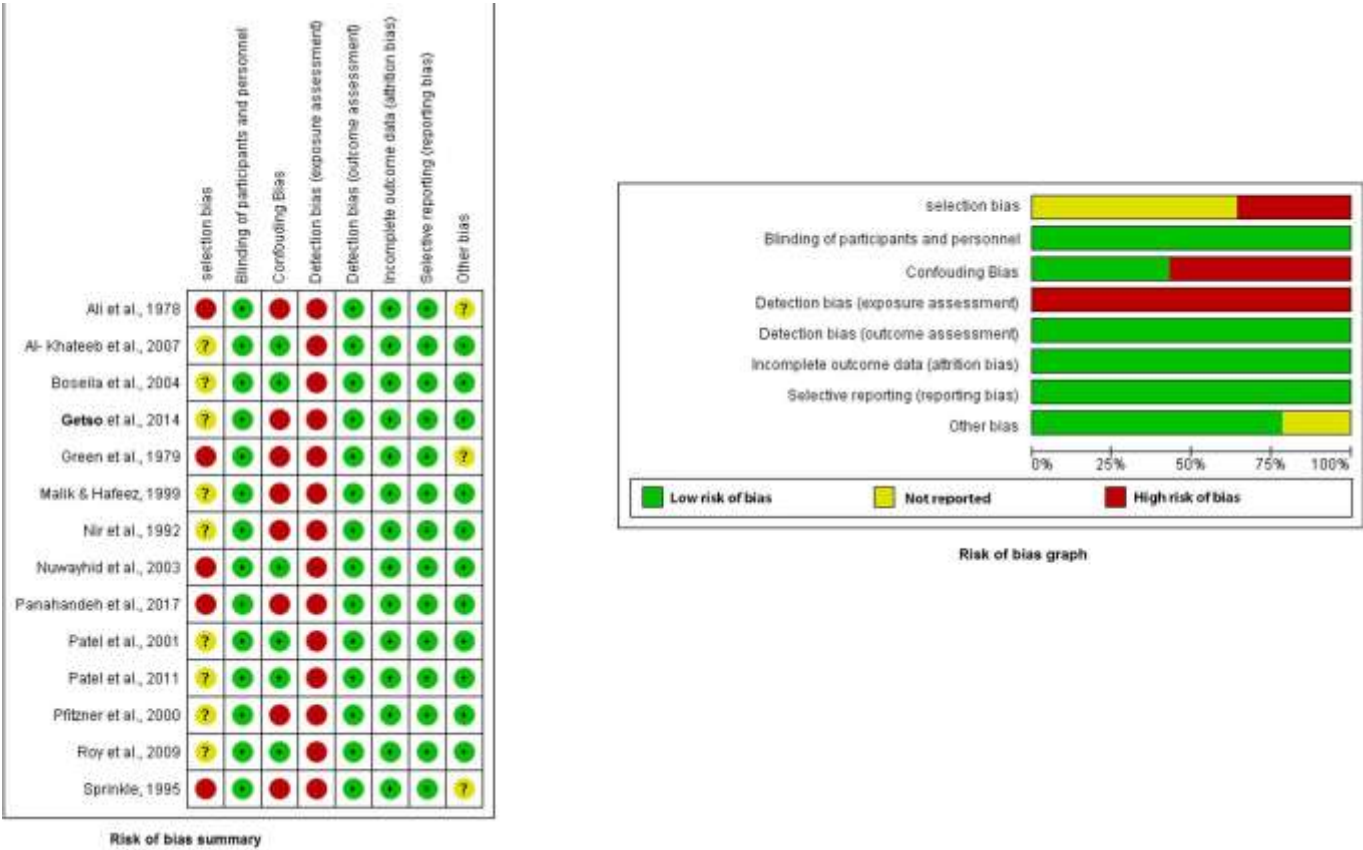 selection bias
Blinding of participants and personnel
Confouding Bias
Detection bias (exposure assessment)
Detection bias (outcome assessment)
Incomplete outcome data (attrition bias)
Selective reporting (reporting bias)
Other bias
Ali et al., 1978 ?
Al- Khateeb et al., 2007 ? + + + + + +
Boseila et al., 2004 ? + + + + + +
Getso et al., 2014 ? + + + + +
Green et al., 1979 + + + + ?
Malik & Hafeez, 1999 ? + + + + +
Nir et al., 1992 ? + + + + +
Nuwayhid et al., 2003 + + + + + +
Panahandeh et al., 2017 + + + + +
Patel et al., 2001 ? + + + + + +
Patel et al., 2011 ? + + + + + +
Pfitzner et al., 2000 ? + + + + +
Roy et al., 2009 ? + + + + + +
Sprinkle, 1995 + + + + ?
Risk of bias summary
selection bias
Blinding of participants and personnel
Confouding Bias
Detection bias (exposure assessment)
Detection bias (outcome assessment)
Incomplete outcome data (attrition bias)
Selective reporting (reporting bias)
Other bias
0% 25% 50% 75% 100%
Low risk of bias Not reported High risk of bias
Risk of bias graph